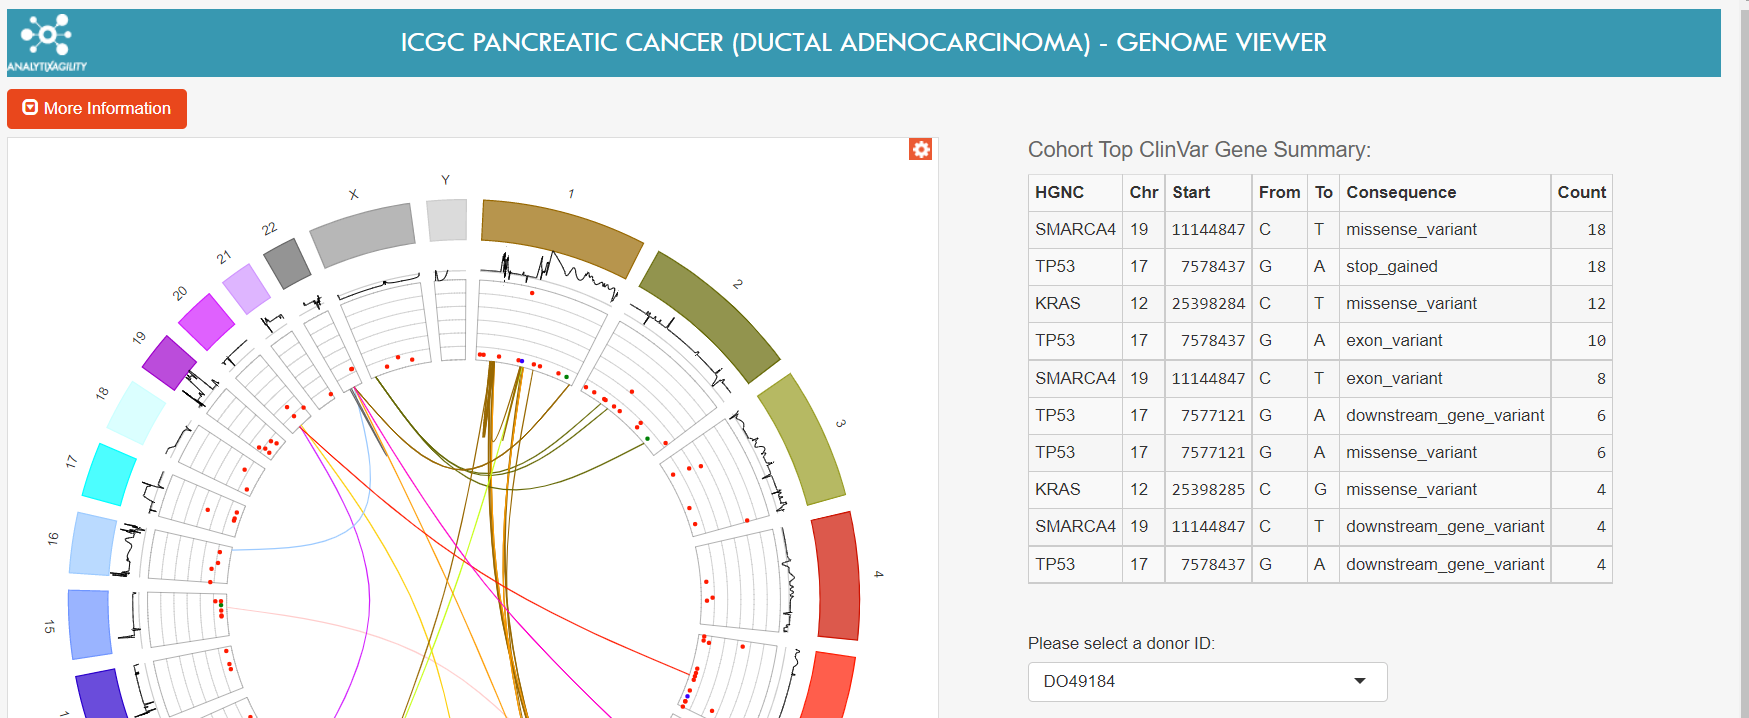 ANALYTIXAGILITY
ICGC PANCREATIC CANCER (DUCTAL ADENOCARCINOMA) - GENOME VIEWER
More Information
Y
X
1
22
2
21
20
19
3
18
17
16
4
15
1
Cohort Top ClinVar Gene Summary:
HGNC Chr Start From To Consequence Count
SMARCA4 19 11144847 C T missense_variant 18
TP53 17 7578437 G A stop_gained 18
KRAS 12 25398284 C T missense_variant 12
TP53 17 7578437 G A exon_variant 10
SMARCA4 19 11144847 C T exon_variant 8
TP53 17 7577121 G A downstream_gene_variant 6
TP53 17 7577121 G A missense_variant 6
KRAS 12 25398285 C G missense_variant 4
SMARCA4 19 11144847 C T downstream_gene_variant 4
TP53 17 7578437 G A downstream_gene_variant 4
Please select a donor ID:
DO49184